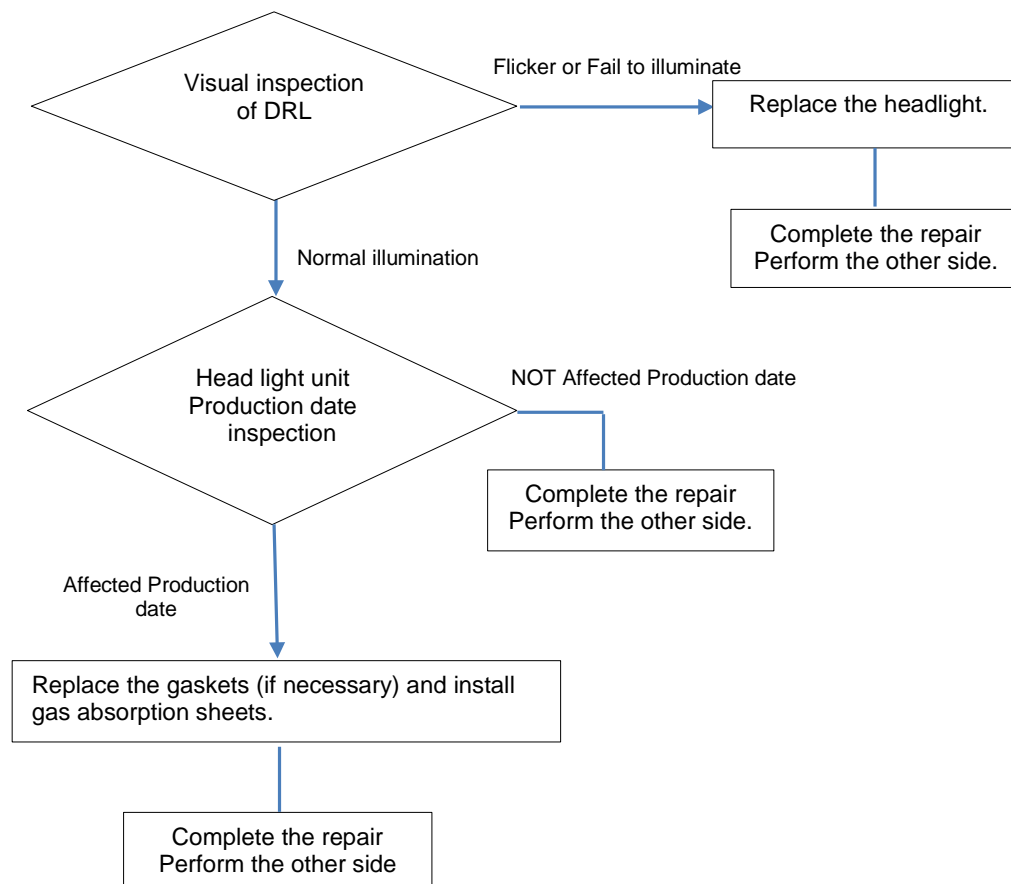 Visual inspection
of DRL
Flicker or Fail to illuminate
Replace the headlight.
Complete the repair
Perform the other side.
Normal illumination
Head light unit
Production date
inspection
NOT Affected Production date
Complete the repair
Perform the other side.
Affected Production
date
Replace the gaskets (if necessary) and install
gas absorption sheets.
Complete the repair
Perform the other side